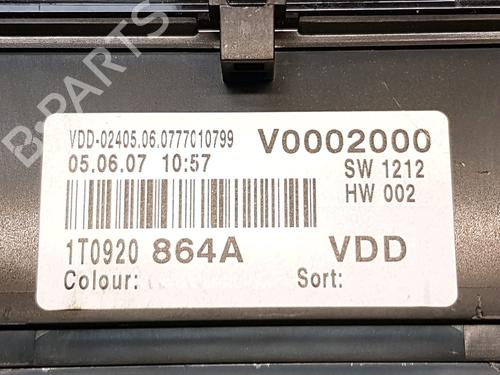 VDD-02405.06.0777010799 V0002000
05.06.07 10:57 SW 1212
HW 002
1T0920 864A VDD
Colour: Sort:
B-PARTS